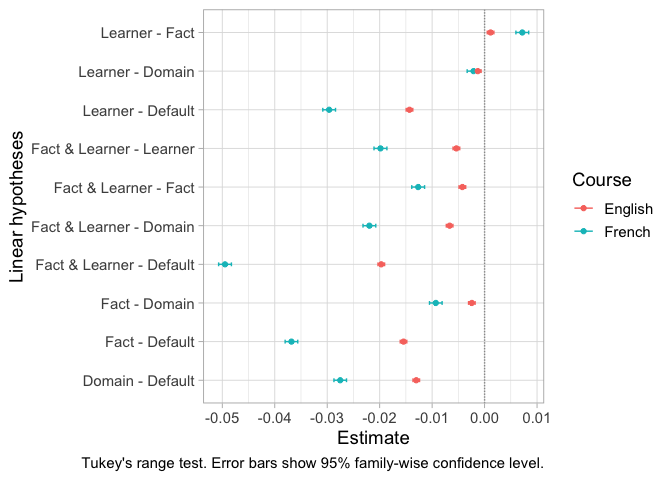 Learner - Fact
Learner - Domain
Learner - Default
Fact & Learner - Learner
Fact & Learner - Fact
Fact & Learner - Domain
Fact & Learner - Default
Fact - Domain
Fact - Default
Domain - Default
Linear hypotheses
-0.05 -0.04 -0.03 -0.02 -0.01 0.00 0.01
Estimate
Tukey's range test. Error bars show 95% family-wise confidence level.
Course
English
French